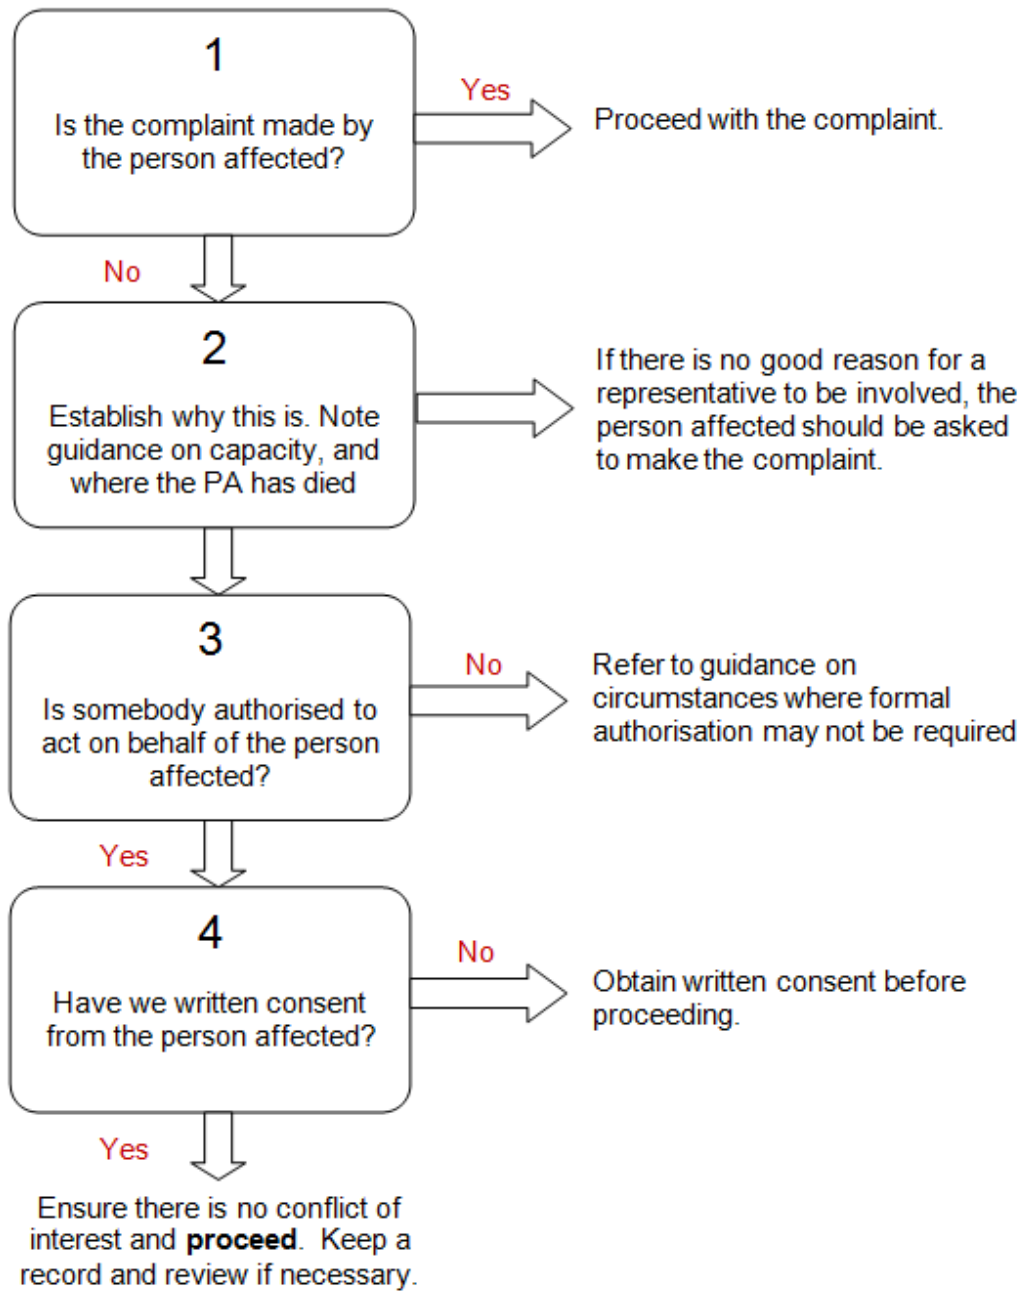 1
Is the complaint made by
the person affected?
Yes
Proceed with the complaint.
No
2
Establish why this is. Note
guidance on capacity, and
where the PA has died
If there is no good reason for a
representative to be involved, the
person affected should be asked
to make the complaint.
3
Is somebody authorised to
act on behalf of the person
affected?
No
Refer to guidance on
circumstances where formal
authorisation may not be required
Yes
4
Have we written consent
from the person affected?
No
Obtain written consent before
proceeding.
Yes
Ensure there is no conflict of
interest and proceed. Keep a
record and review if necessary.